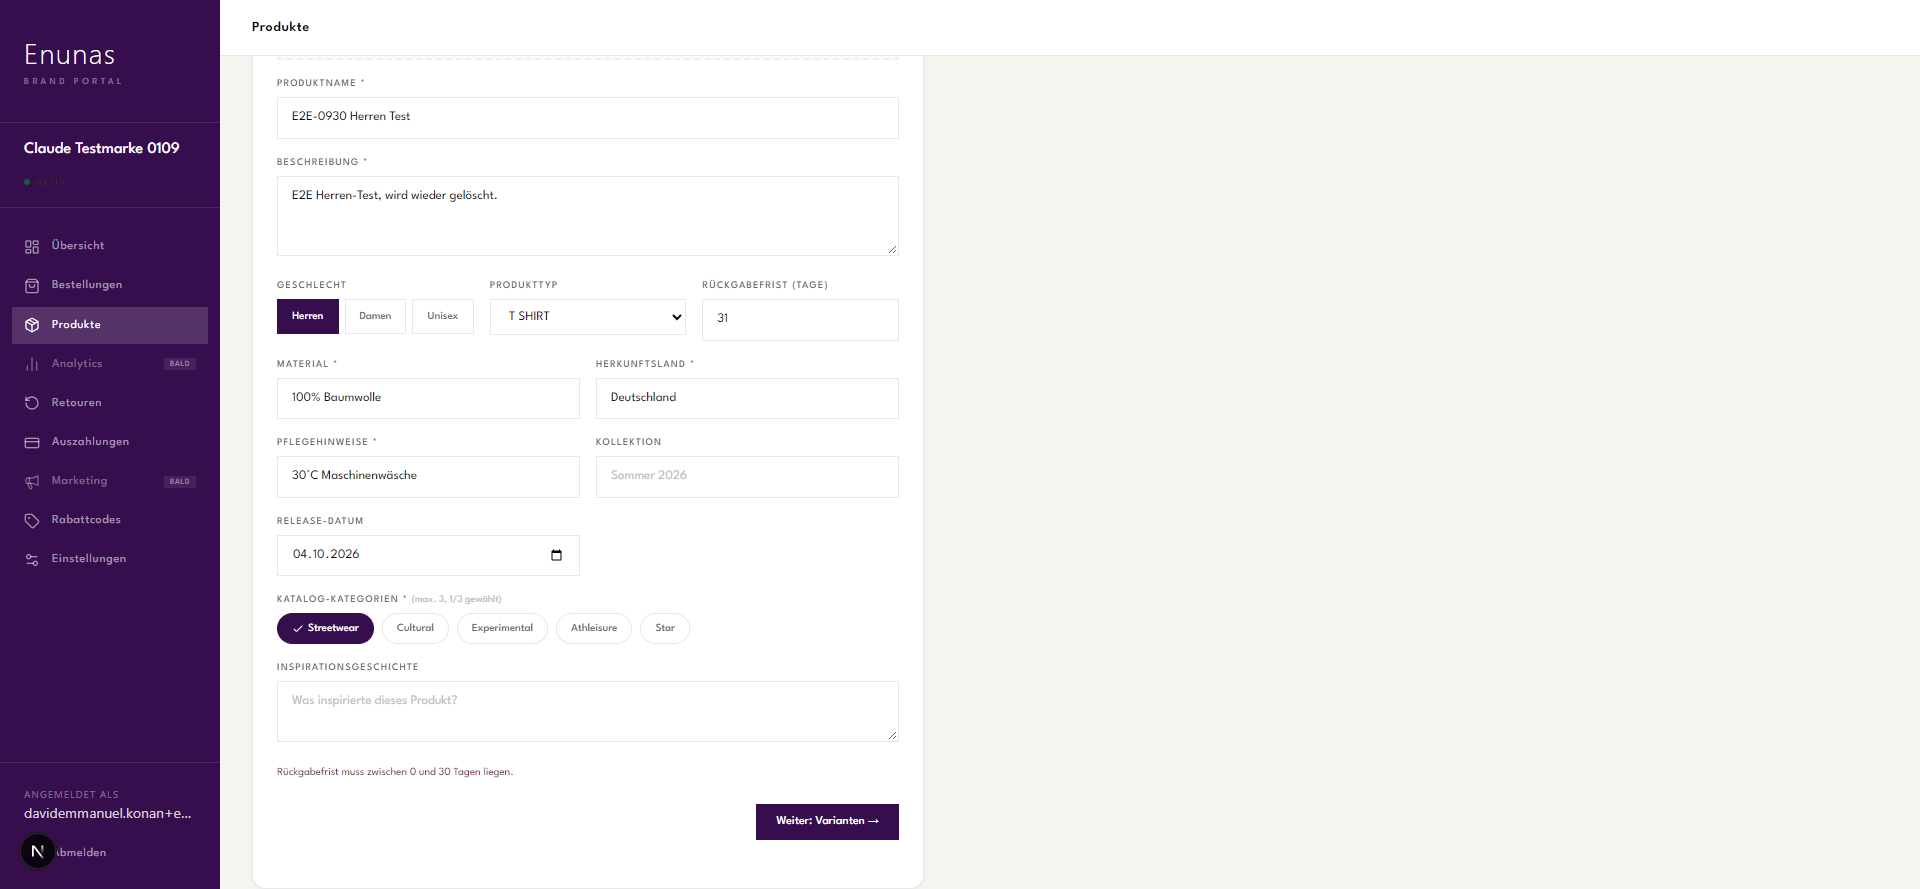 Enunas
BRAND PORTAL
Claude Testmarke 0109
AKTIV
Übersicht
Bestellungen
Produkte
Analytics BALD
Retouren
Auszahlungen
Marketing BALD
Rabattcodes
Einstellungen
ANGEMELDET ALS
davidemmanuel.konan+e...
N
Abmelden
Produkte
PRODUKTNAME *
E2E-0930 Herren Test
BESCHREIBUNG *
E2E Herren-Test, wird wieder gelöscht.
GESCHLECHT PRODUKTTYP RÜCKGABEFRIST (TAGE)
Herren Damen Unisex T SHIRT 31
MATERIAL * HERKUNFTSLAND *
100% Baumwolle Deutschland
PFLEGEHINWEISE * KOLLEKTION
30°C Maschinenwäsche Sommer 2026
RELEASE-DATUM
04.10.2026
KATALOG-KATEGORIEN * (max. 3, 1/3 gewählt)
✓ Streetwear Cultural Experimental Athleisure Star
INSPIRATIONSGESCHICHTE
Was inspirierte dieses Produkt?
Rückgabefrist muss zwischen 0 und 30 Tagen liegen.
Weiter: Varianten →